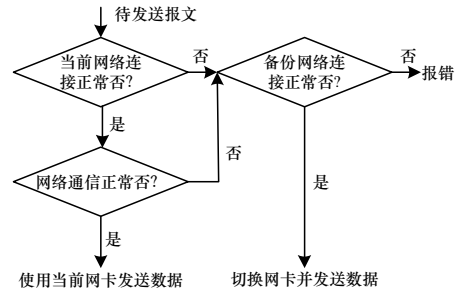 待发送报文
当前网络连
接正常否?
否
备份网络连
接正常否?
否
报错
是
网络通信正常否?
否
是
是
使用当前网卡发送数据
切换网卡并发送数据